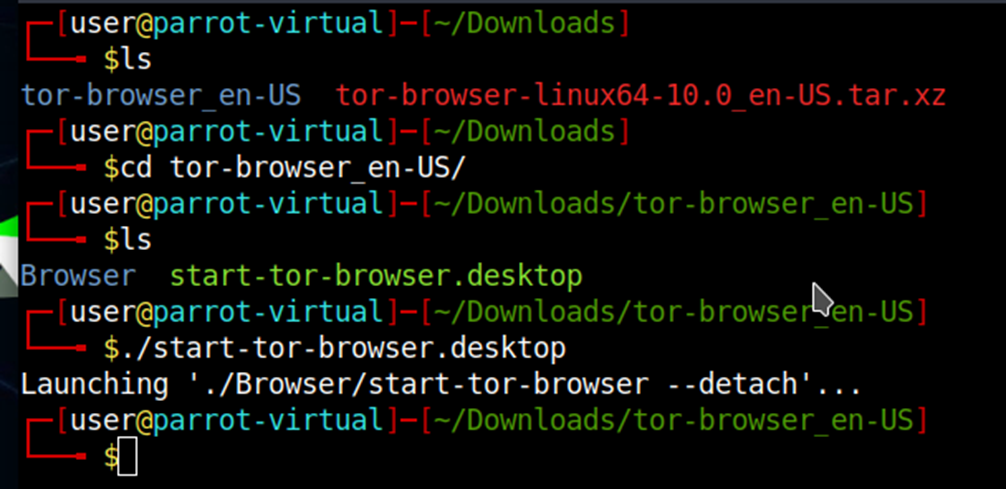 ┌─[user@parrot-virtual]─[~/Downloads]
└──╼ $ls
tor-browser_en-US  tor-browser-linux64-10.0_en-US.tar.xz
┌─[user@parrot-virtual]─[~/Downloads]
└──╼ $cd tor-browser_en-US/
┌─[user@parrot-virtual]─[~/Downloads/tor-browser_en-US]
└──╼ $ls
Browser  start-tor-browser.desktop
┌─[user@parrot-virtual]─[~/Downloads/tor-browser_en-US]
└──╼ $./start-tor-browser.desktop
Launching './Browser/start-tor-browser --detach'...
┌─[user@parrot-virtual]─[~/Downloads/tor-browser_en-US]
└──╼ $